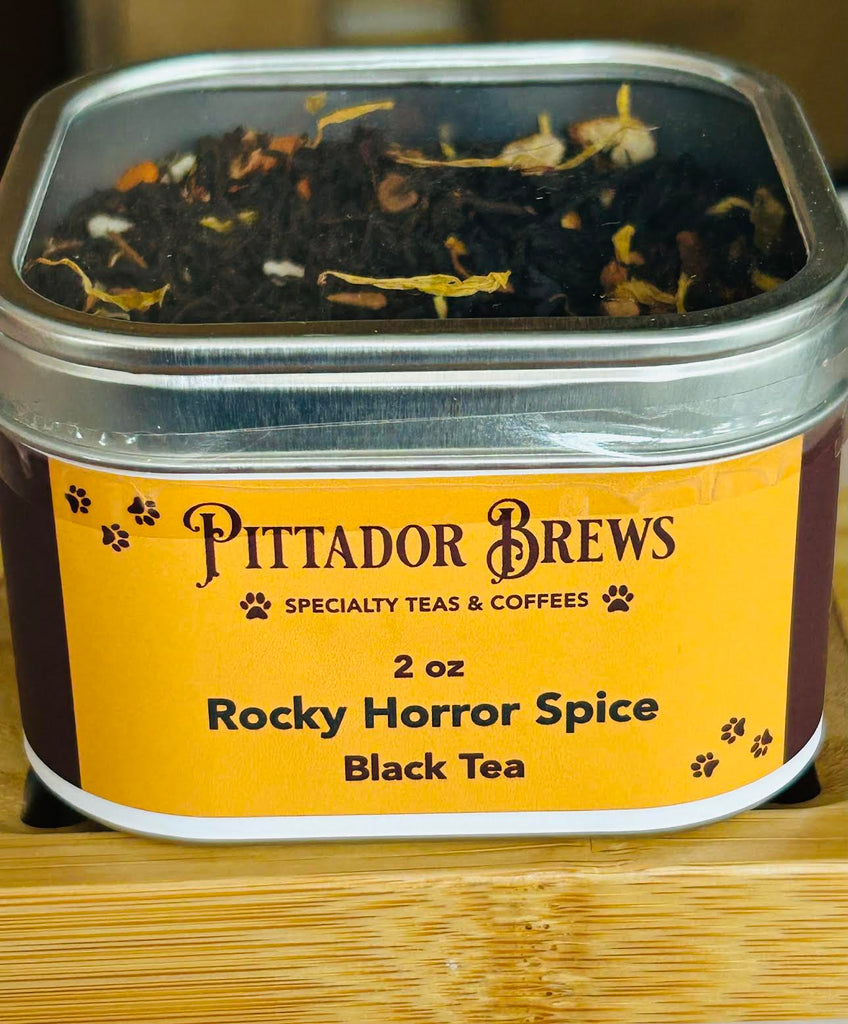 PITTADOR BREWS
SPECIALTY TEAS & COFFEES
2 oz
Rocky Horror Spice
Black Tea